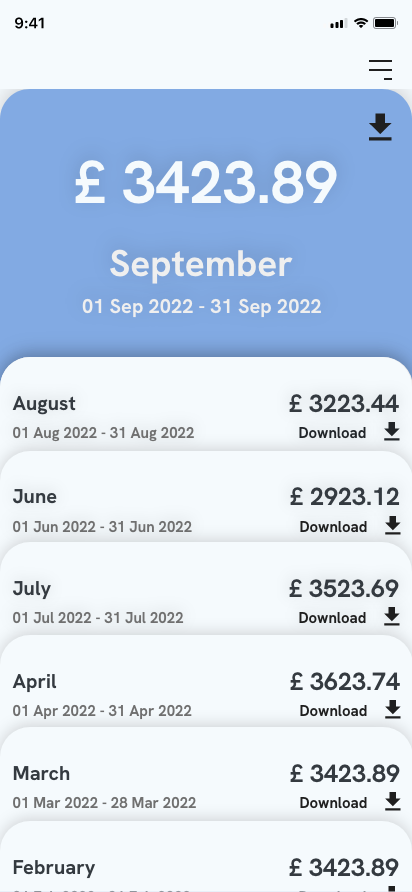 9:41
£ 3423.89
September
01 Sep 2022 - 31 Sep 2022
August £ 3223.44
01 Aug 2022 - 31 Aug 2022 Download
June £ 2923.12
01 Jun 2022 - 31 Jun 2022 Download
July £ 3523.69
01 Jul 2022 - 31 Jul 2022 Download
April £ 3623.74
01 Apr 2022 - 31 Apr 2022 Download
March £ 3423.89
01 Mar 2022 - 28 Mar 2022 Download
February £ 3423.89